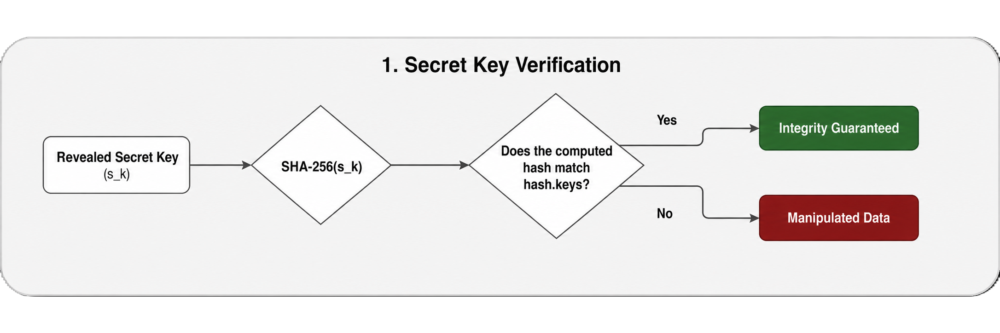 1. Secret Key Verification
Revealed Secret Key
(s_k)
SHA-256(s_k)
Does the computed
hash match
hash.keys?
Yes
No
Integrity Guaranteed
Manipulated Data